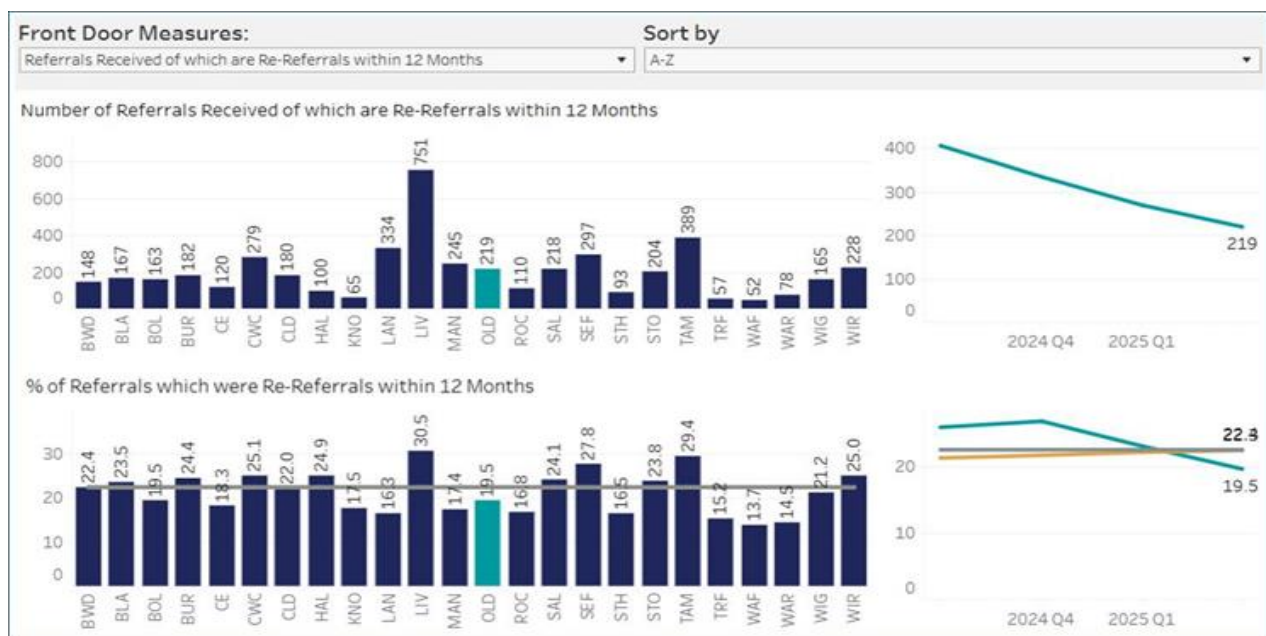 Front Door Measures: Sort by
Referrals Received of which are Re-Referrals within 12 Months A-Z
Number of Referrals Received of which are Re-Referrals within 12 Months
800
600
400
200
0
148 167 163 182 120 279 180 100 65 334 751 245 219 110 218 297 93 204 389 57 52 78 165 228
BWD BLA BOL BUR CE CWC CLD HAL KNO LAN LIV MAN OLD ROC SAL SEF STH STO TAM TRF WAF WAR WIG WIR
400
300
200
100
0
219
2024 Q4 2025 Q1
% of Referrals which were Re-Referrals within 12 Months
30
20
10
0
22.4 23.5 19.5 24.4 18.3 25.1 22.0 24.9 17.5 16.3 30.5 17.4 19.5 16.8 24.1 27.8 16.5 23.8 29.4 15.2 13.7 14.5 21.2 25.0
BWD BLA BOL BUR CE CWC CLD HAL KNO LAN LIV MAN OLD ROC SAL SEF STH STO TAM TRF WAF WAR WIG WIR
20
10
0
19.5
2024 Q4 2025 Q1